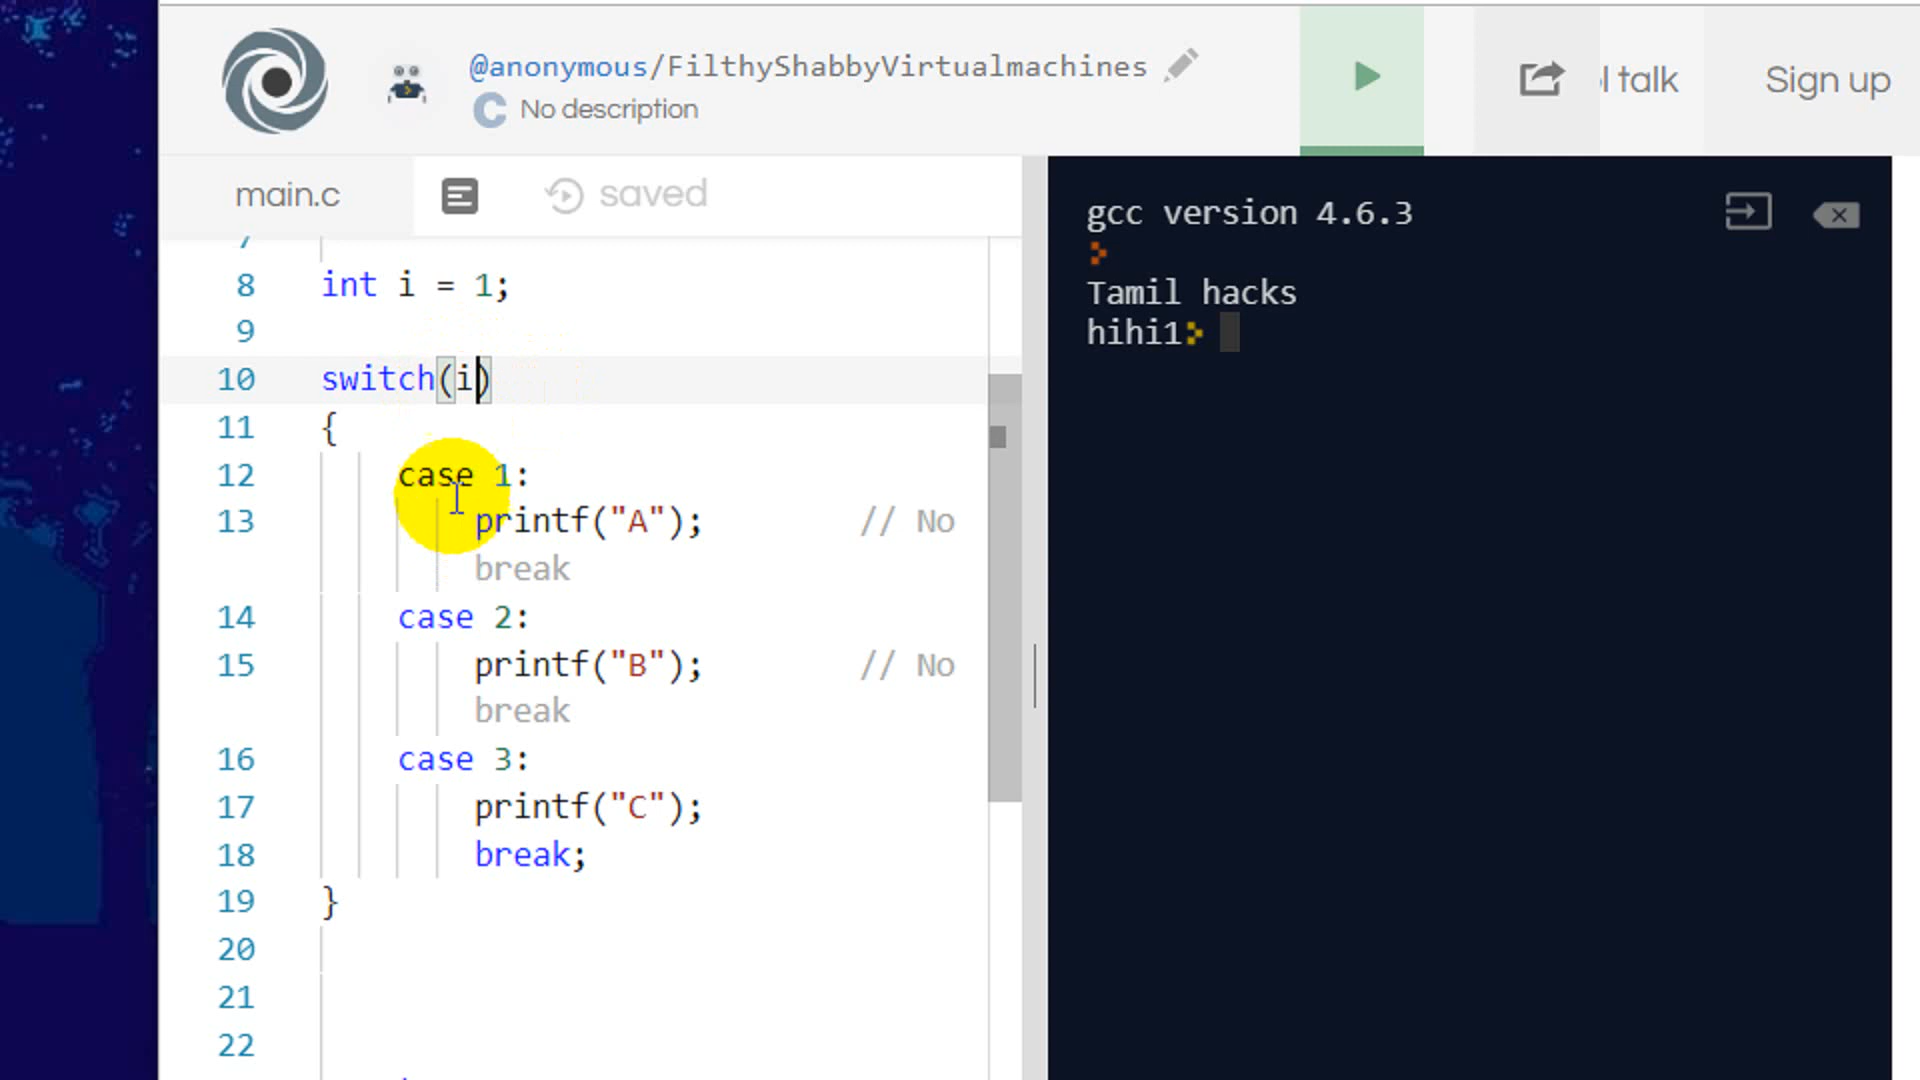 @anonymous/FilthyShabbyVirtualmachines
No description
l talk
Sign up
main.c
saved
7
8 int i = 1;
9
10 switch(i)
11 {
12 case 1:
13 printf("A"); // No
break
14 case 2:
15 printf("B"); // No
break
16 case 3:
17 printf("C");
18 break;
19 }
20
21
22
gcc version 4.6.3
Tamil hacks
hihi1